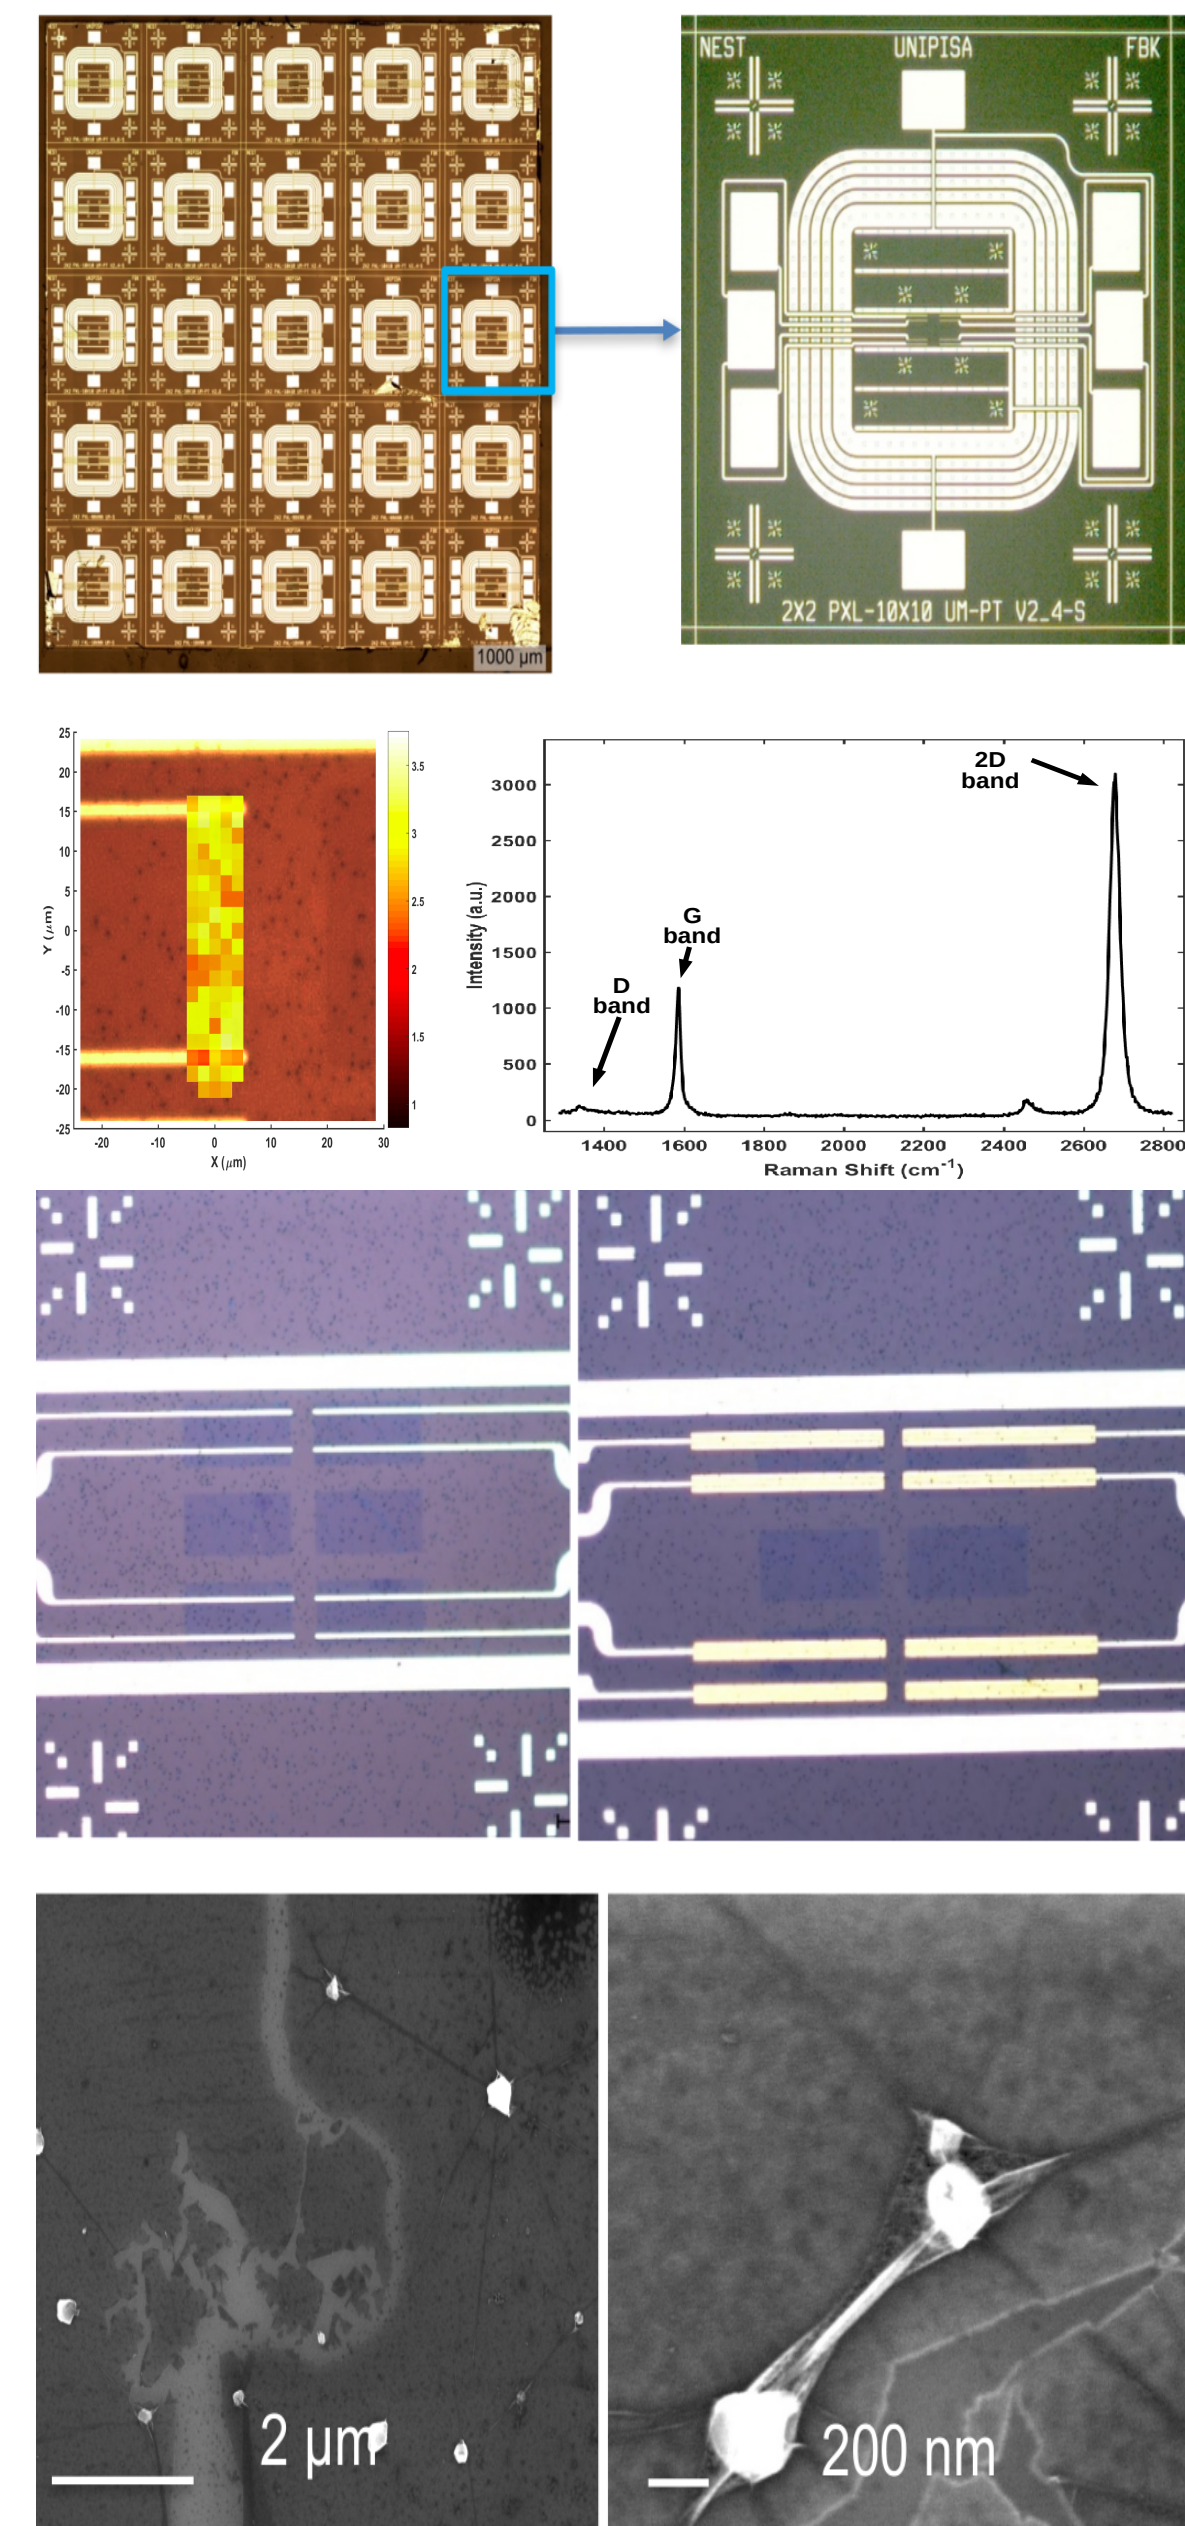 1000 µm
NEST UNIPISA FBK
2X2 PXL-10X10 UM-PT V2_4-S
25
20
15
10
5
0
-5
-10
-15
-20
-25
Y (µm)
-20 -10 0 10 20 30
X (µm)
3.5
3
2.5
2
1.5
1
3000
2500
2000
1500
1000
500
0
Intensity (a.u.)
D
band
G
band
2D
band
1400 1600 1800 2000 2200 2400 2600 2800
Raman Shift (cm⁻¹)
2 µm
200 nm